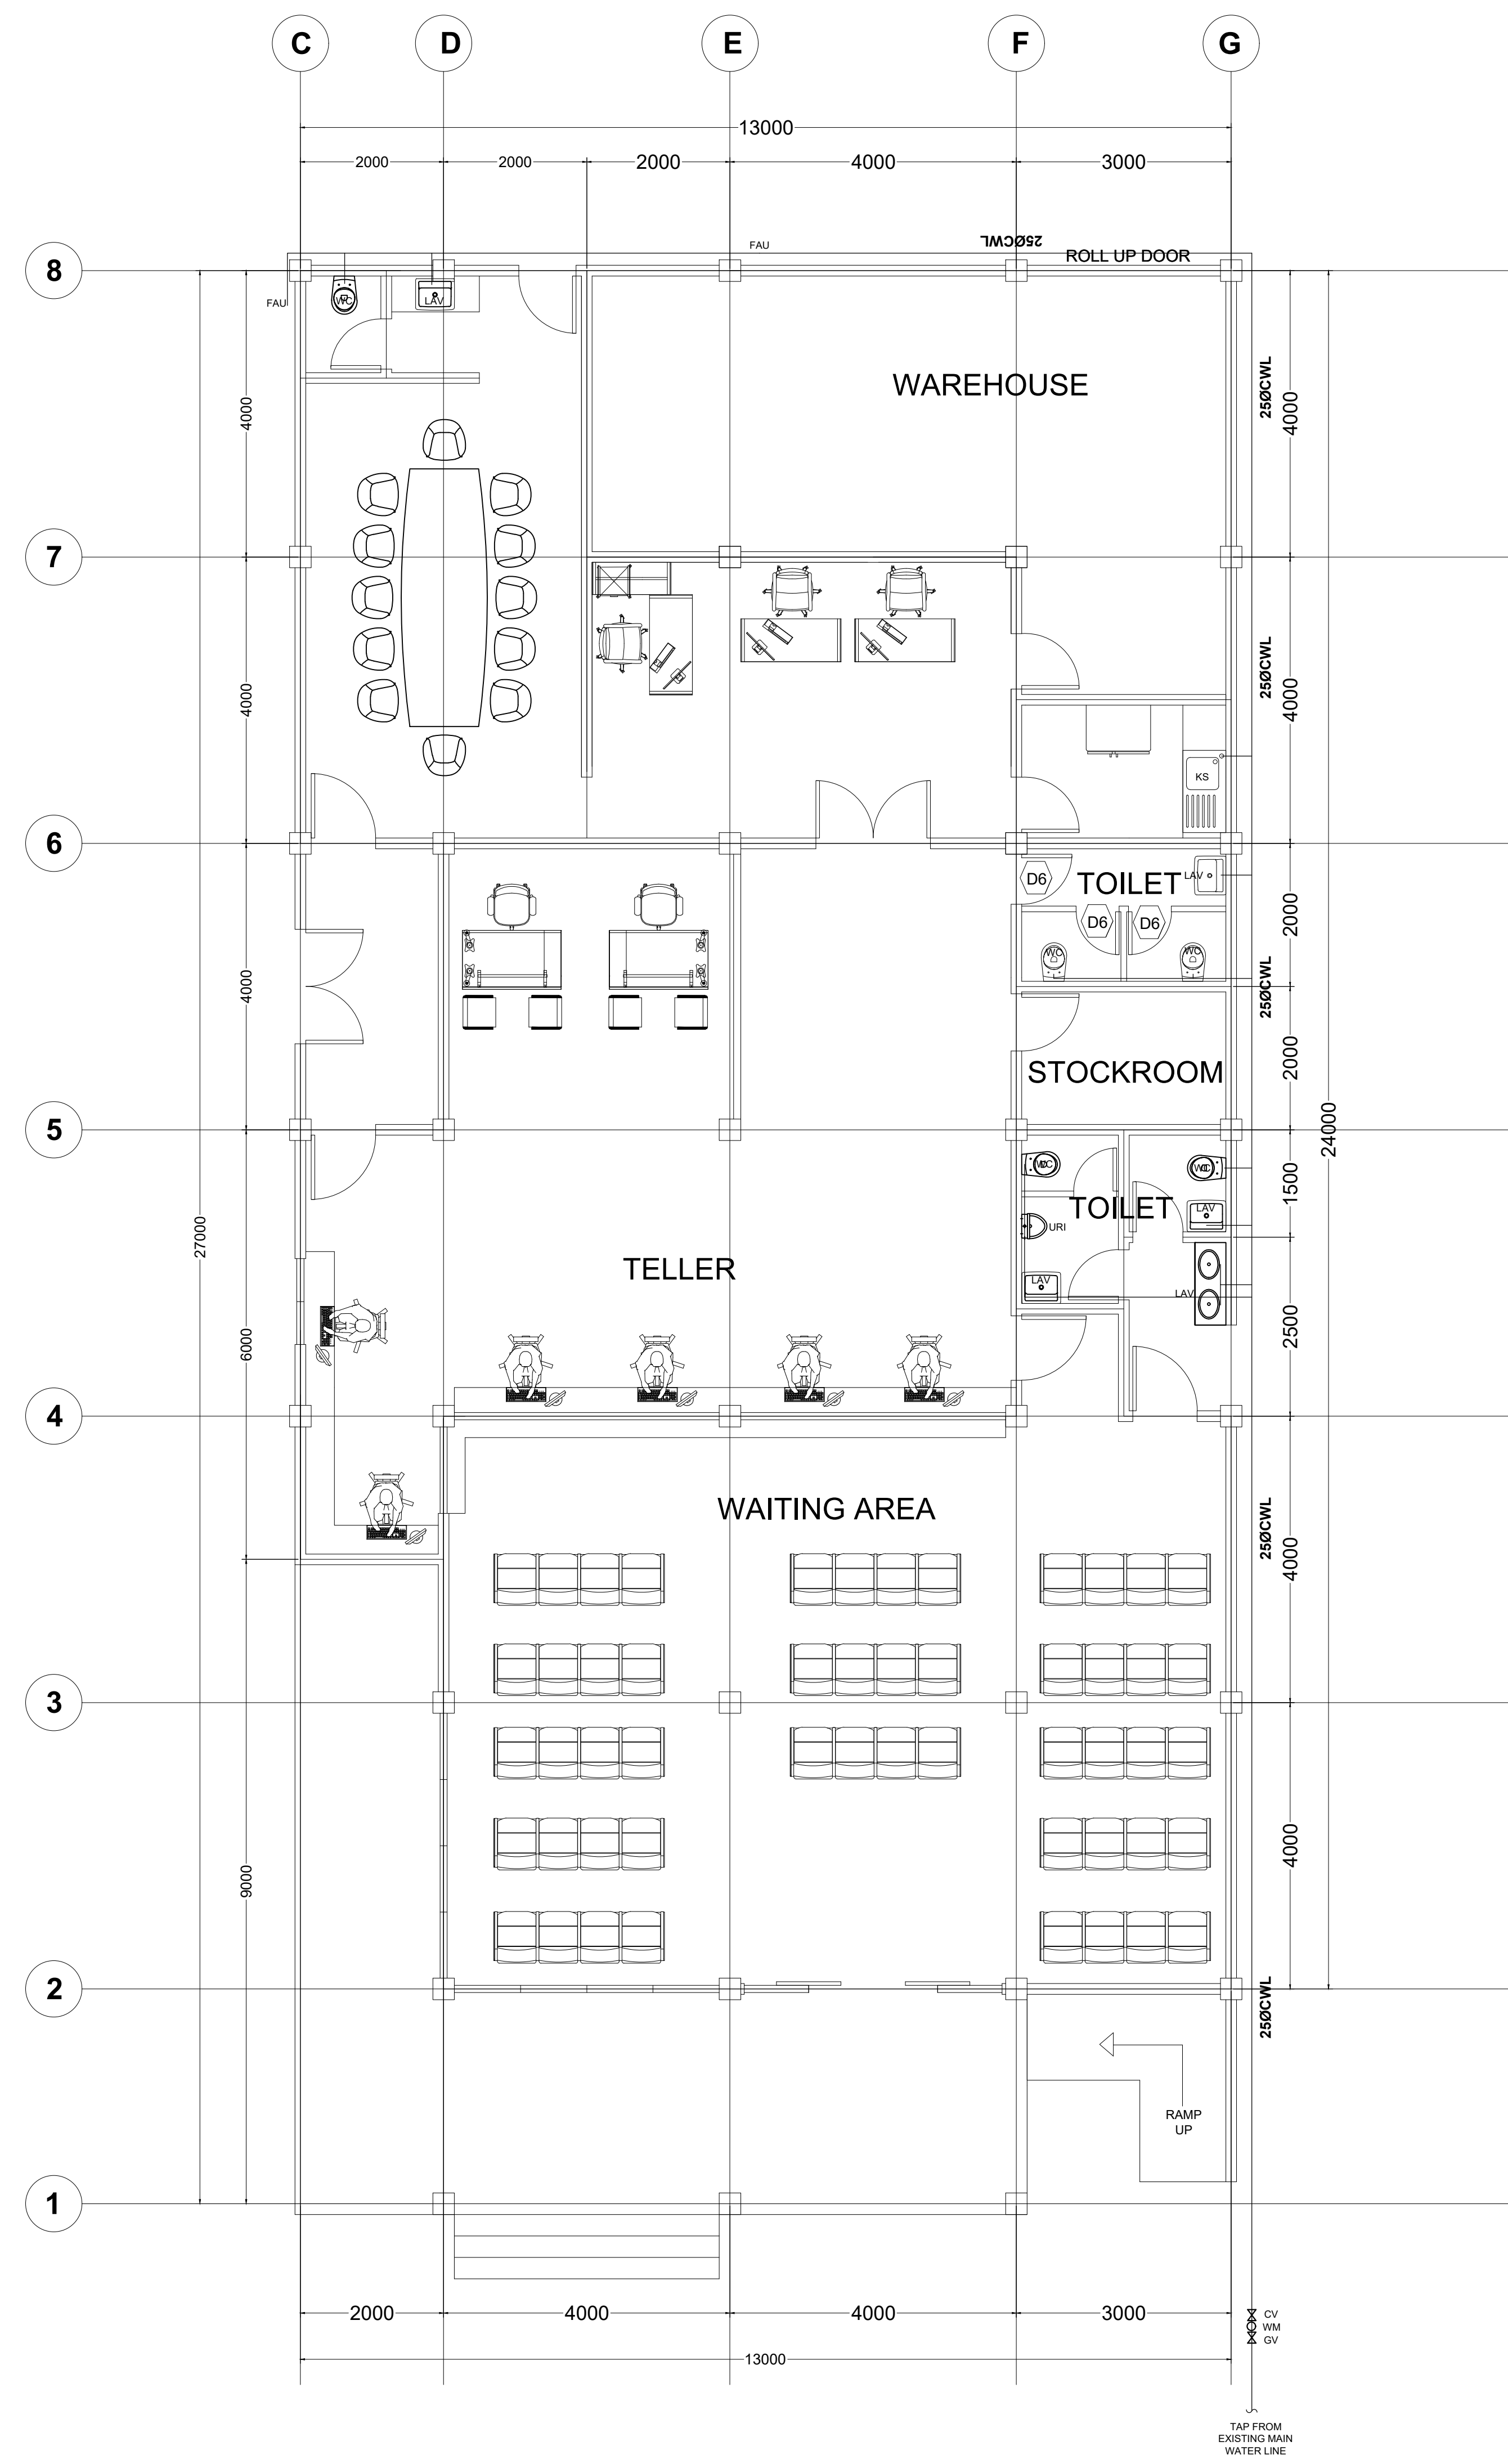 C D E F G
13000
2000 2000 2000 4000 3000
FAU 25ØCWL
ROLL UP DOOR
8
FAU WC LAV
WAREHOUSE
25ØCWL
4000 4000
7
25ØCWL
4000 4000
KS
6
D6 TOILET LAV
D6 D6
2000
WC WC
4000
25ØCWL
STOCKROOM
2000
5
24000
WC WC
1500
TOILET
LAV
URI
27000
TELLER
LAV
LAV
6000
2500
4
WAITING AREA
25ØCWL
4000
3
4000
9000
2
25ØCWL
RAMP
UP
1
2000 4000 4000 3000
CV
WM
GV
13000
TAP FROM
EXISTING MAIN
WATER LINE